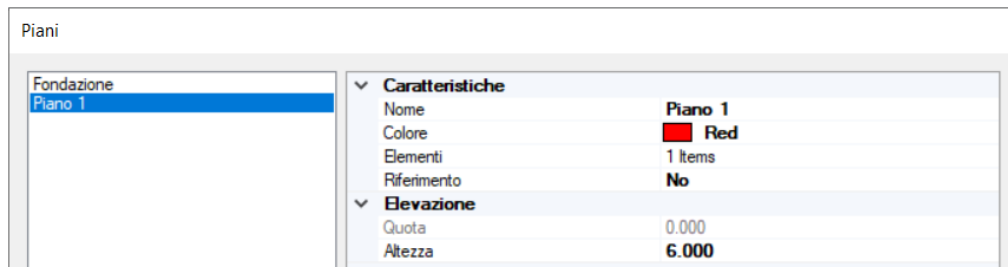 Piani
Fondazione
Piano 1
Caratteristiche
Nome Piano 1
Colore Red
Elementi 1 Items
Riferimento No
Elevazione
Quota 0.000
Altezza 6.000